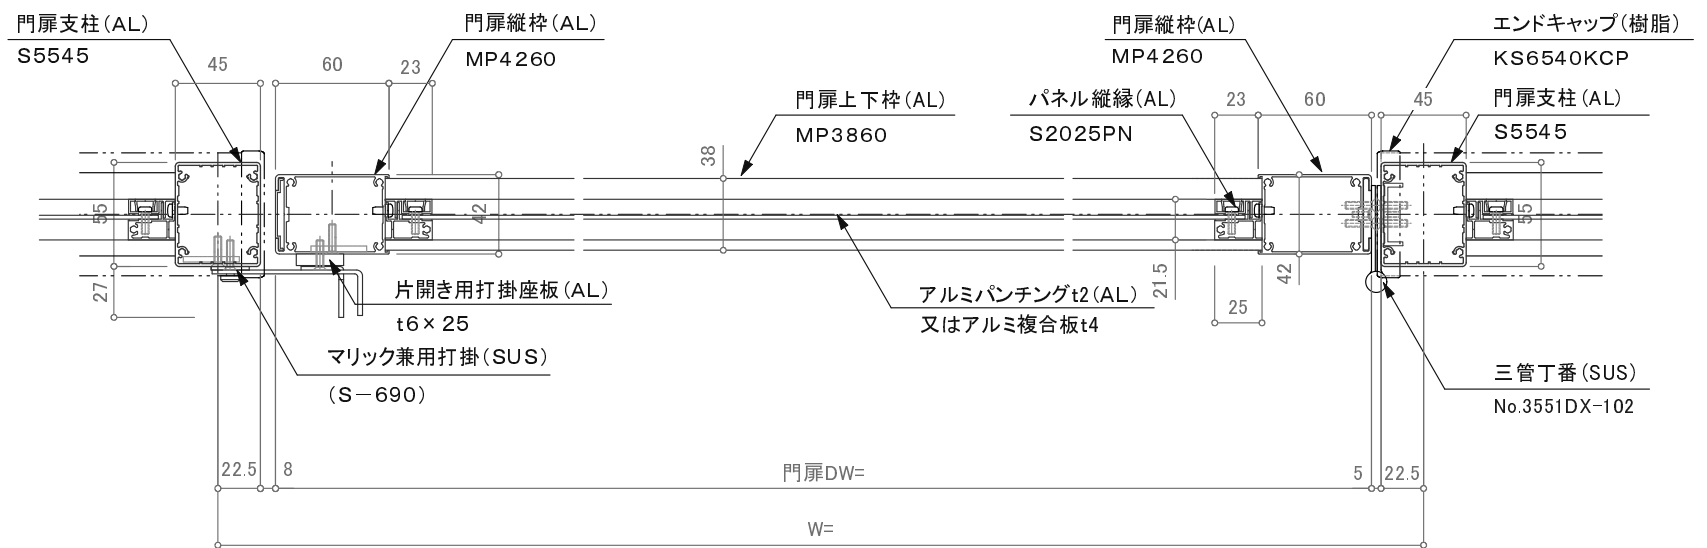 門扉支柱(AL)
S5545
門扉縦枠(AL)
MP4260
門扉縦枠(AL)
MP4260
エンドキャップ(樹脂)
KS6540KCP
45
60
23
門扉上下枠(AL)
MP3860
パネル縦縁(AL)
S2025PN
23
60
45
門扉支柱(AL)
S5545
38
55
42
55
27
21.5
42
25
片開き用打掛座板(AL)
t6×25
アルミパンチングt2(AL)
又はアルミ複合板t4
マリック兼用打掛(SUS)
(S-690)
三管丁番(SUS)
No.3551DX-102
22.5
8
門扉DW=
5
22.5
W=